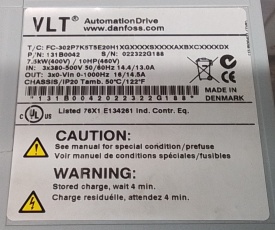 VLT® AutomationDrive
www.danfoss.com
T/C: FC-302P7K5T5E20H1XGXXXXSXXXXAXBXCXXXXDX
P/N: 131B0042 S/N: 022322G188
7.5kW(400V) / 10HP(460V)
IN: 3x380-500V 50/60Hz 14.4/13.0A
OUT: 3x0-Vin 0-1000Hz 16/14.5A
CHASSIS/IP20 Tamb. 50°C/122°F
*131B0042022322G188*
MADE IN
DENMARK
Listed 76X1 E134261 Ind. Contr. Eq.
CAUTION:
See manual for special condition/prefuse
Voir manuel de conditions spéciales/fusibles
WARNING:
Stored charge, wait 4 min.
Charge residuélle, attendez 4 min.